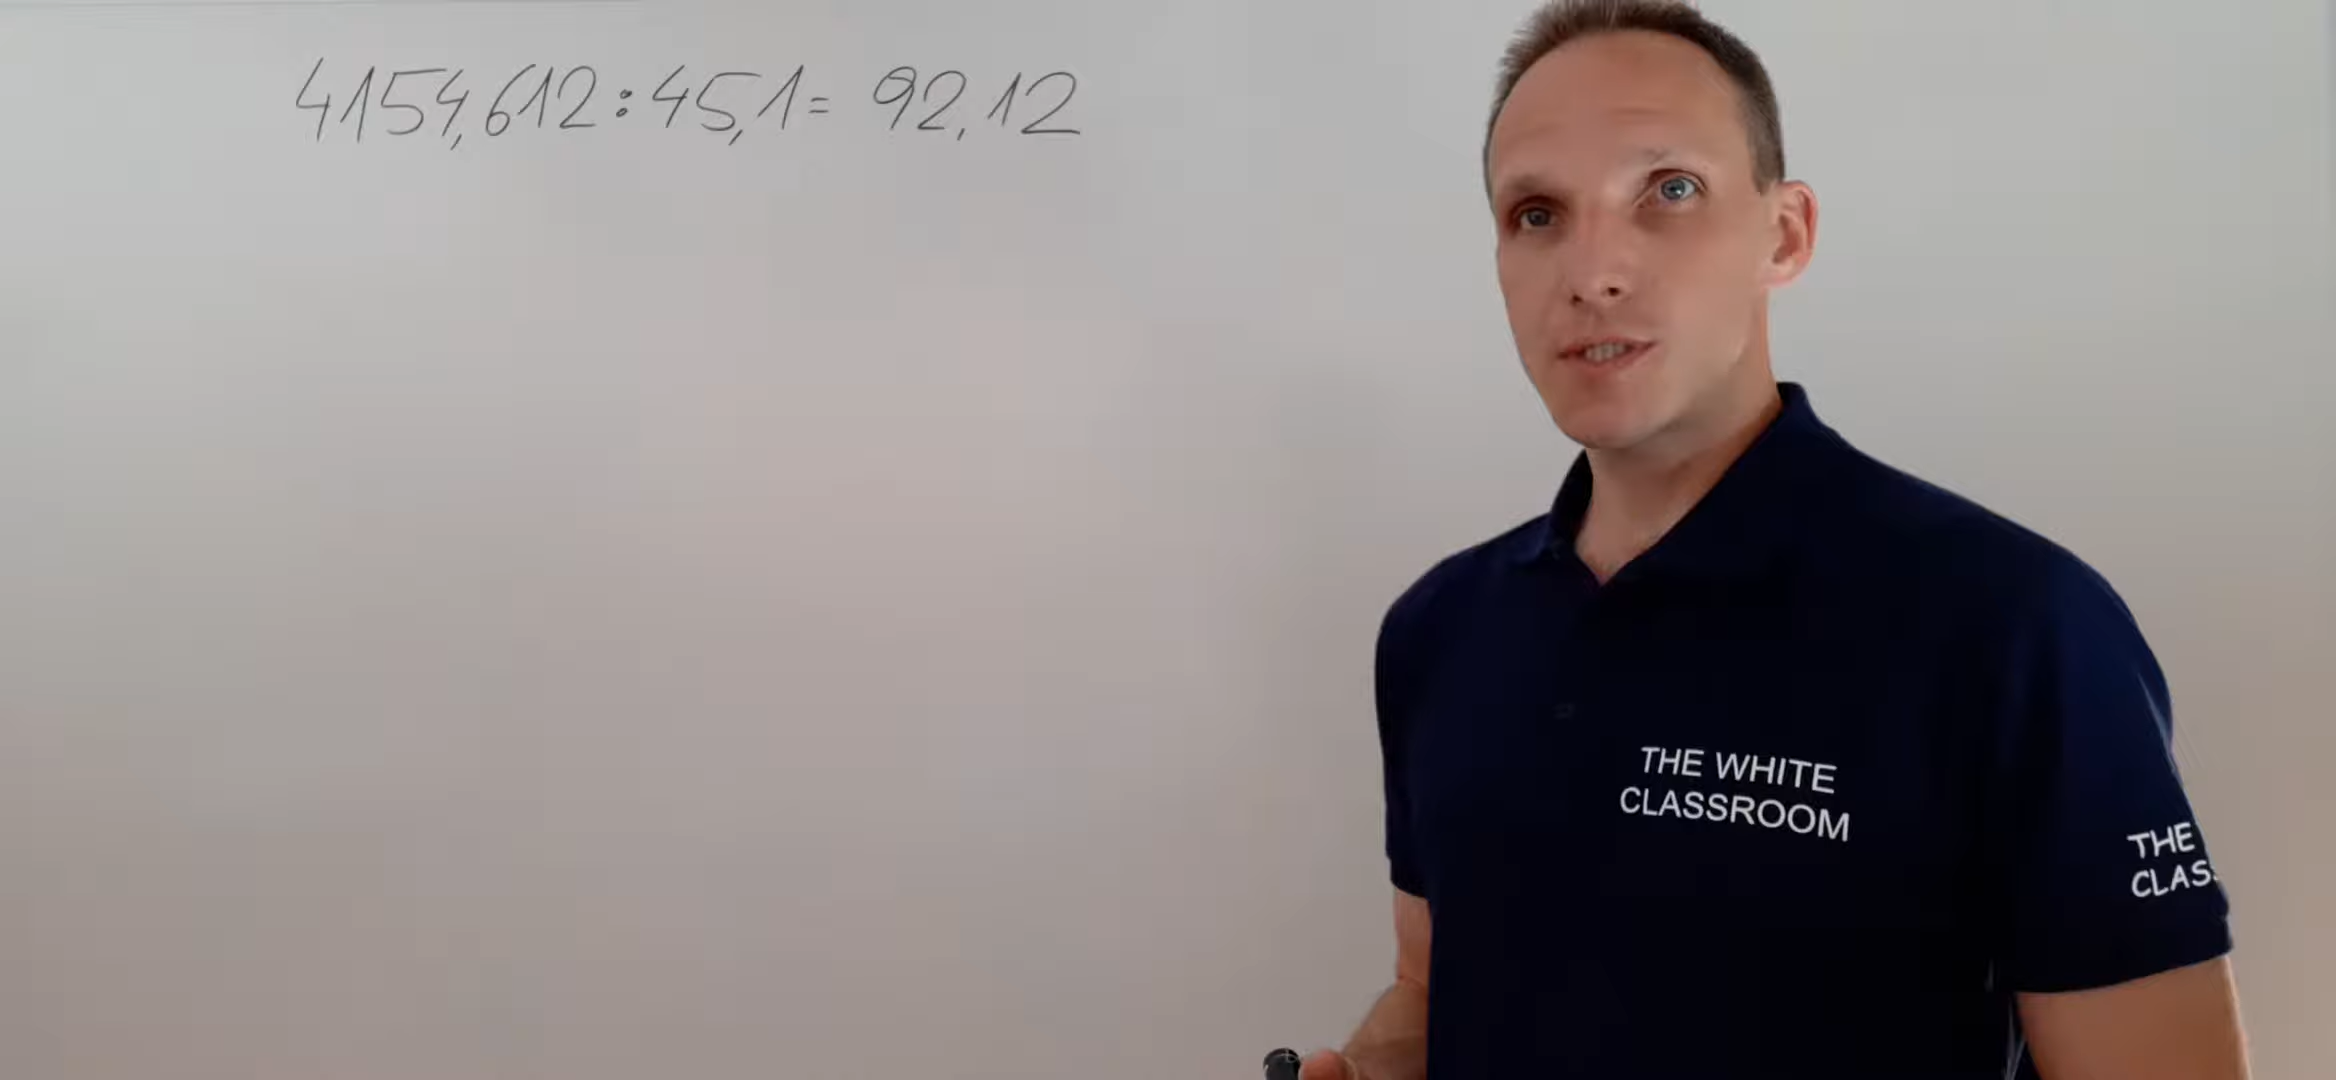 4154,612:45,1= 92,12
THE WHITE
CLASSROOM
THE
CLAS